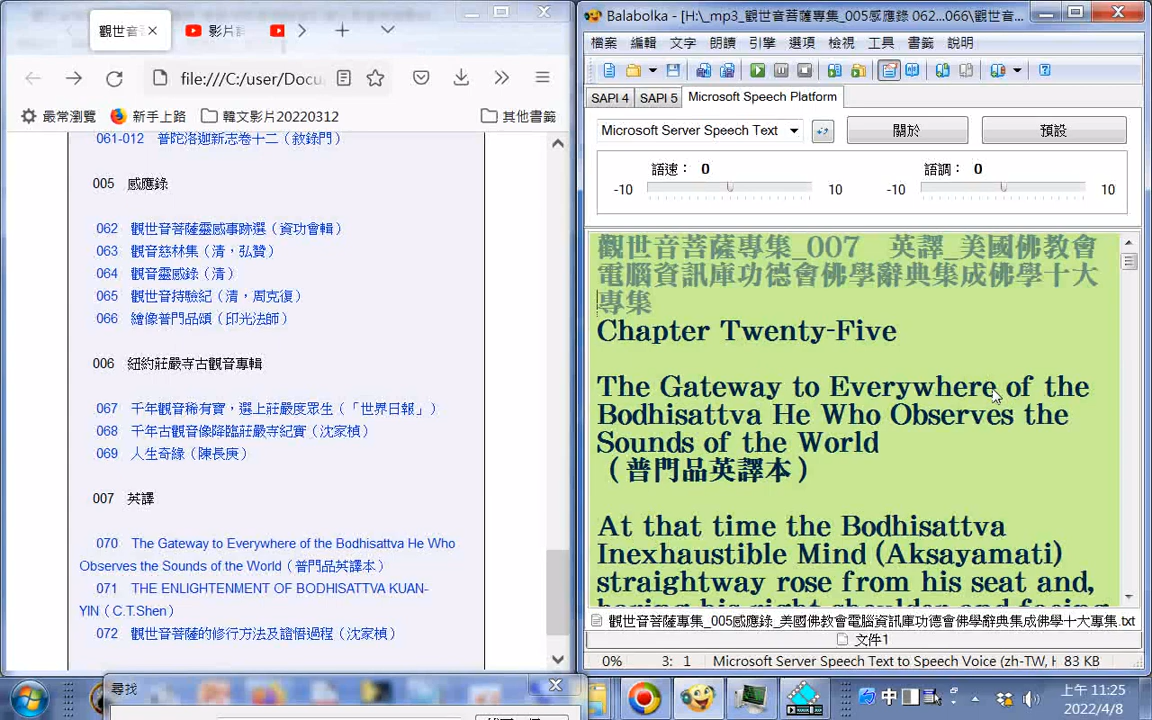 觀世音
影片
file:///C:/user/Docu
最常瀏覽
新手上路
韓文影片20220312
其他書籤
061-012 普陀洛迦新志卷十二（敘錄門）
005 感應錄
062 觀世音菩薩靈感事跡選（資功會輯）
063 觀音慈林集（清，弘贊）
064 觀音靈感錄（清）
065 觀世音持驗紀（清，周克復）
066 繪像普門品頌（印光法師）
006 紐約莊嚴寺古觀音專輯
067 千年觀音稀有寶，選上莊嚴度眾生（「世界日報」）
068 千年古觀音像降臨莊嚴寺紀實（沈家楨）
069 人生奇緣（陳長庚）
007 英譯
070 The Gateway to Everywhere of the Bodhisattva He Who
Observes the Sounds of the World（普門品英譯本）
071 THE ENLIGHTENMENT OF BODHISATTVA KUAN-
YIN（C.T.Shen）
072 觀世音菩薩的修行方法及證悟過程（沈家楨）
尋找
Balabolka - [H:\_mp3_觀世音菩薩專集_005感應錄 062...066\觀世音...
檔案 編輯 文字 朗讀 引擎 選項 檢視 工具 書籤 說明
SAPI 4 SAPI 5 Microsoft Speech Platform
Microsoft Server Speech Text
關於
預設
語速： 0
語調： 0
-10 10 -10 10
觀世音菩薩專集_007 英譯_美國佛教會
電腦資訊庫功德會佛學辭典集成佛學十大
專集
Chapter Twenty-Five
The Gateway to Everywhere of the
Bodhisattva He Who Observes the
Sounds of the World
（普門品英譯本）
At that time the Bodhisattva
Inexhaustible Mind (Aksayamati)
straightway rose from his seat and,
baring his right shoulder and facing
觀世音菩薩專集_005感應錄_美國佛教會電腦資訊庫功德會佛學辭典集成佛學十大專集.txt
文件1
0% 3: 1 Microsoft Server Speech Text to Speech Voice (zh-TW, H 83 KB
中
上午 11:25
2022/4/8